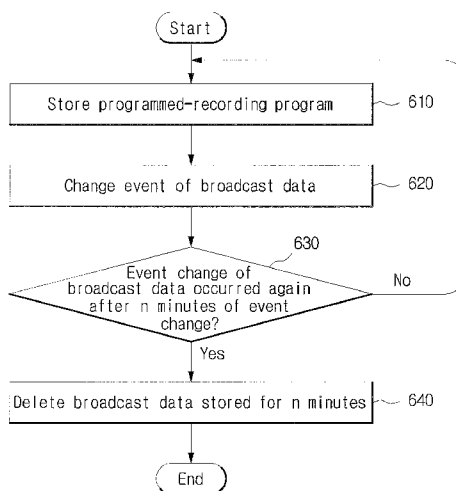 Start
Store programmed-recording program
610
Change event of broadcast data
620
630
Event change of
broadcast data occurred again
after n minutes of event
change?
No
Yes
Delete broadcast data stored for n minutes
640
End